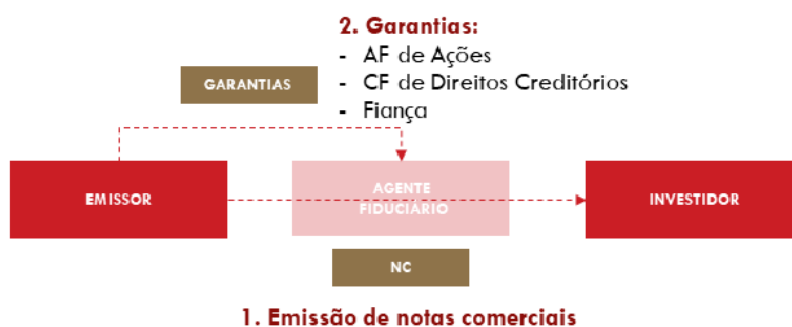 2. Garantias:
- AF de Ações
- CF de Direitos Creditórios
- Fiança
GARANTIAS
EMISSOR
AGENTE
FIDUCIÁRIO
INVESTIDOR
NC
1. Emissão de notas comerciais